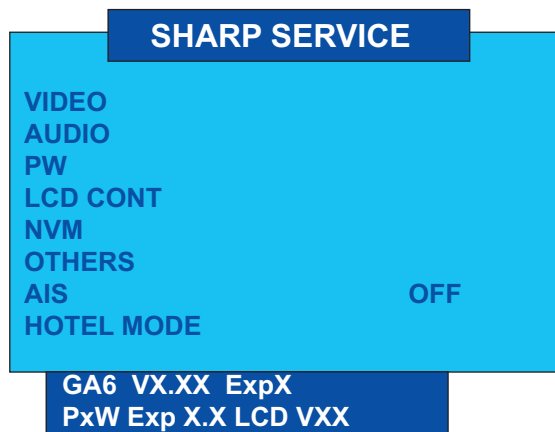 SHARP SERVICE
VIDEO
AUDIO
PW
LCD CONT
NVM
OTHERS
AIS OFF
HOTEL MODE
GA6 VX.XX ExpX
PxW Exp X.X LCD VXX